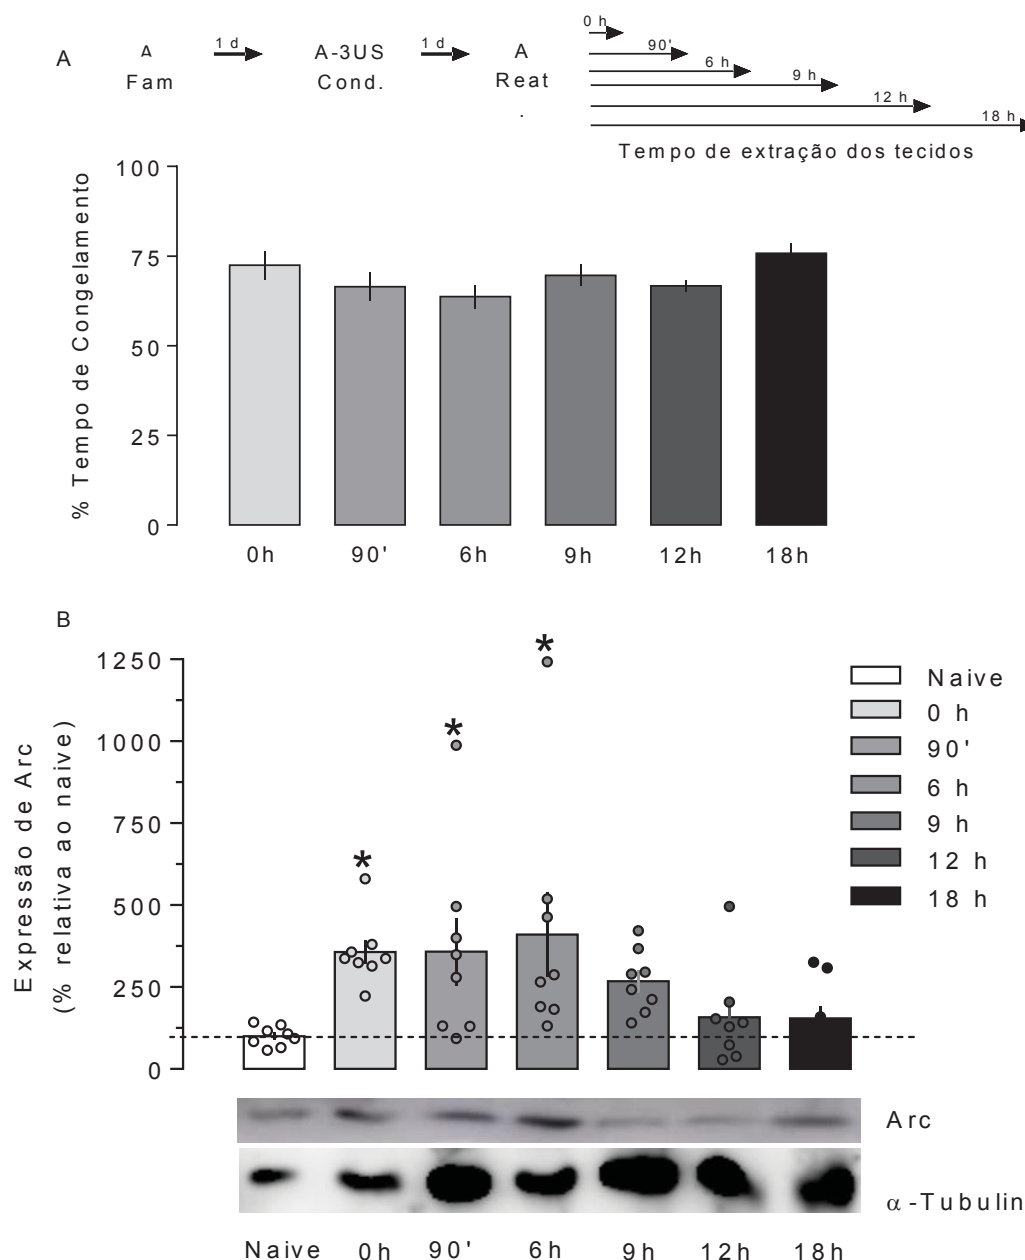 A
A
1 d
A-3US
1 d
A
0 h
90'
6 h
9 h
12 h
18 h
Fam
Cond.
Reat
.
Tempo de extração dos tecidos
% Tempo de Congelamento
100
75
50
25
0
0h 90' 6h 9h 12h 18h
B
Expressão de Arc
(% relativa ao naive)
1250
1000
750
500
250
0
*
*
*
Naive
0 h
90'
6 h
9 h
12 h
18 h
Arc
α-Tubulin
Naive 0h 90' 6h 9h 12h 18h